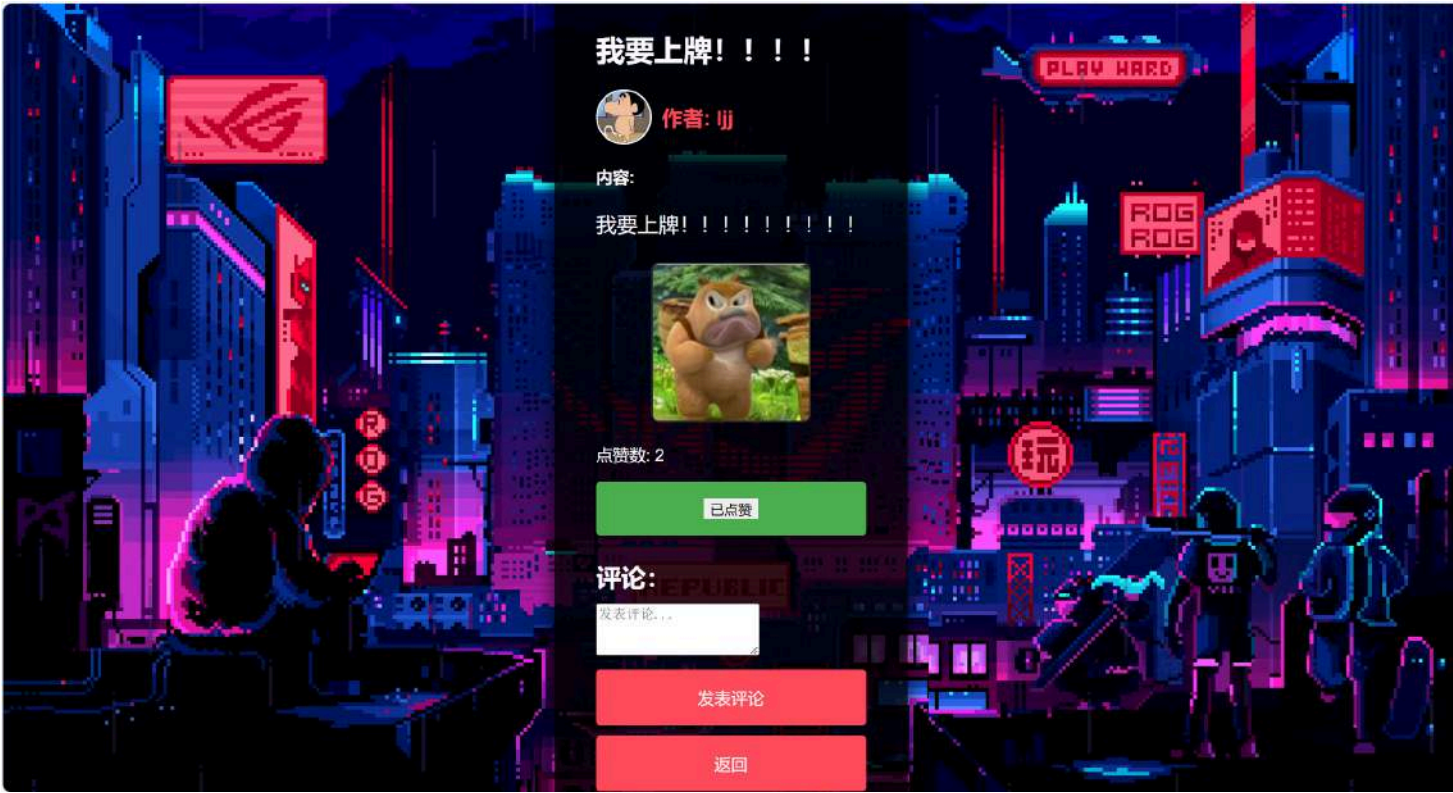 我要上牌！！！！
作者: ljj
内容:
我要上牌！！！！！！！！！
点赞数: 2
已点赞
评论：
发表评论...
发表评论
返回
PLAY HARD
ROG
ROG
R
O
G
玩
REPUBLIC